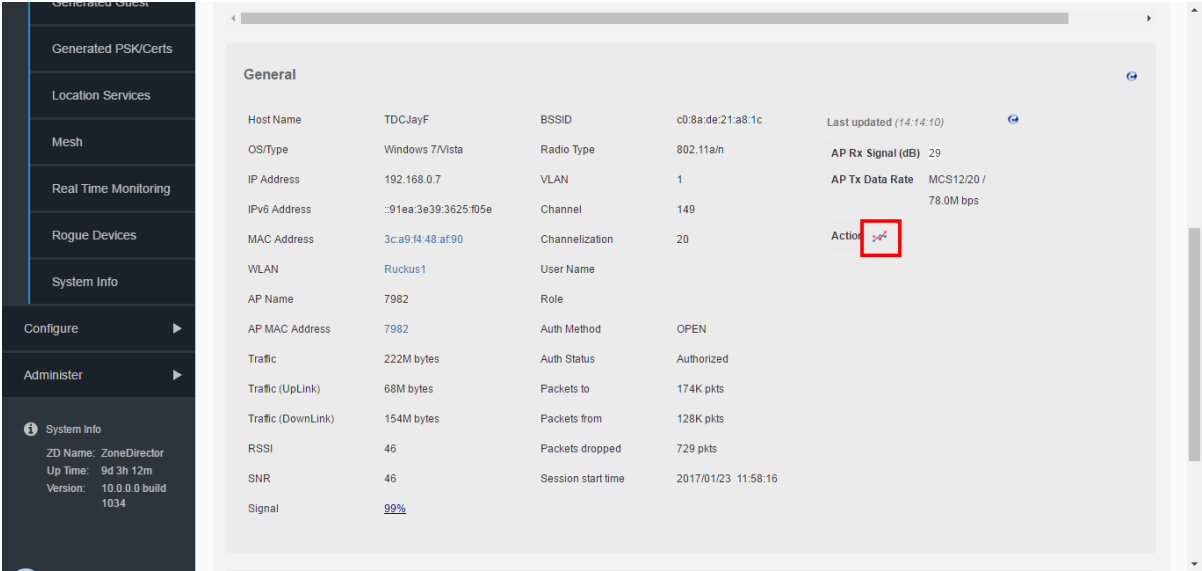 Generated Guest
Generated PSK/Certs
Location Services
Mesh
Real Time Monitoring
Rogue Devices
System Info
Configure
Administer
System Info
ZD Name: ZoneDirector
Up Time: 9d 3h 12m
Version: 10.0.0.0 build
1034
General
Host Name TDCJayF BSSID c0:8a:de:21:a8:1c Last updated (14:14:10)
OS/Type Windows 7/Vista Radio Type 802.11a/n AP Rx Signal (dB) 29
IP Address 192.168.0.7 VLAN 1 AP Tx Data Rate MCS12/20 /
78.0M bps
IPv6 Address ::91ea:3e39:3625:f05e Channel 149
MAC Address 3c:a9:f4:48:af:90 Channelization 20 Action
WLAN Ruckus1 User Name
AP Name 7982 Role
AP MAC Address 7982 Auth Method OPEN
Traffic 222M bytes Auth Status Authorized
Traffic (UpLink) 68M bytes Packets to 174K pkts
Traffic (DownLink) 154M bytes Packets from 128K pkts
RSSI 46 Packets dropped 729 pkts
SNR 46 Session start time 2017/01/23 11:58:16
Signal 99%